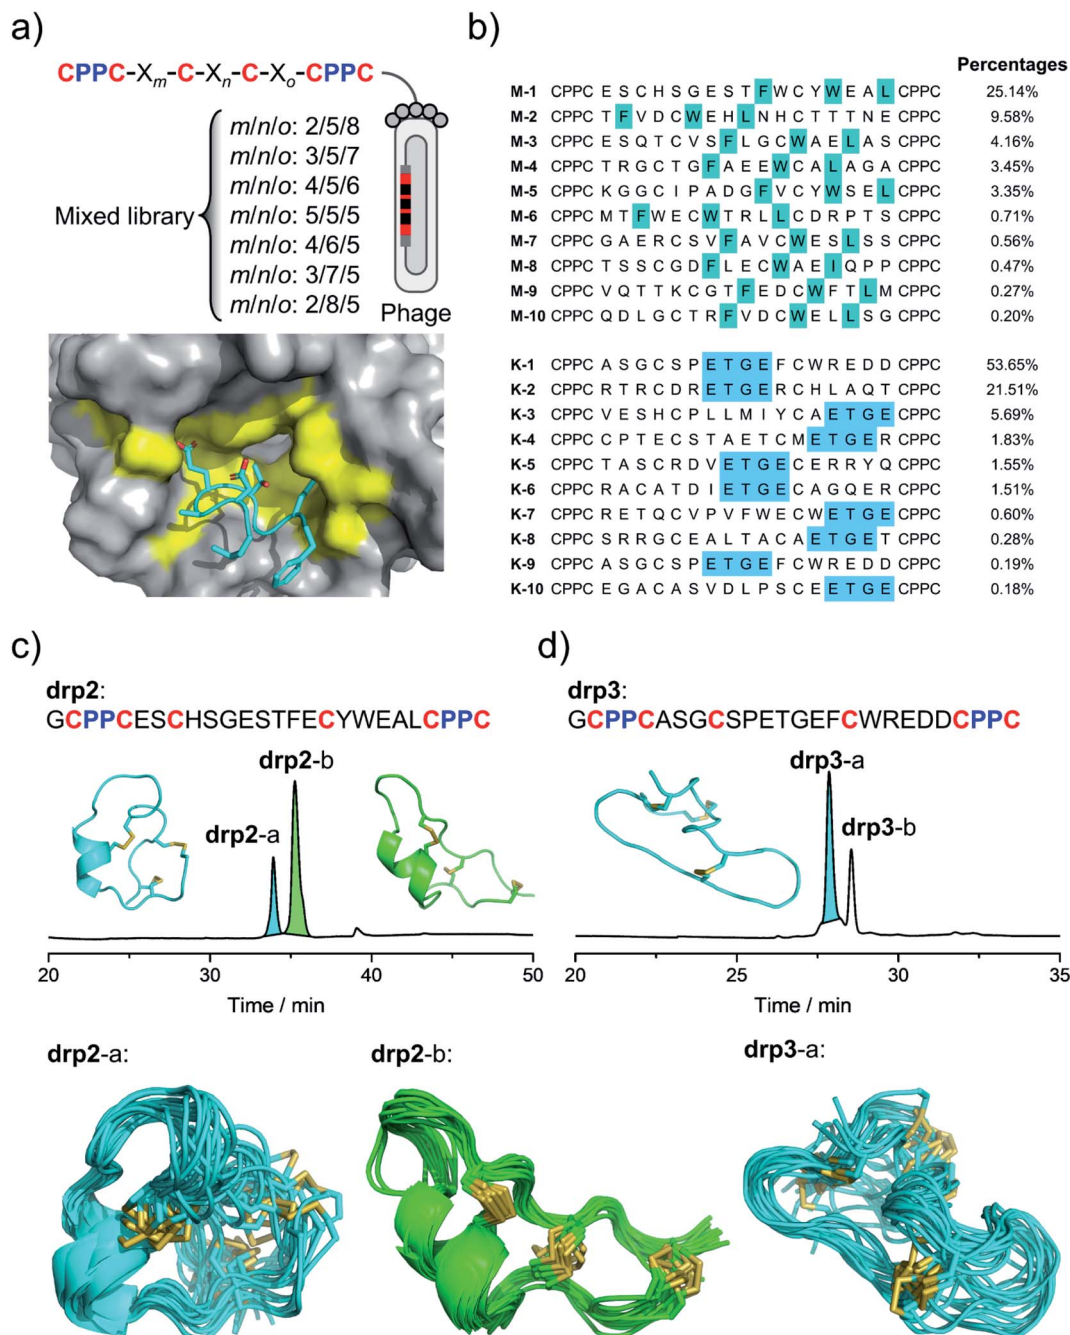 a)
CPPC-Xm-C-Xn-C-Xo-CPPC
Mixed library
m/n/o: 2/5/8
m/n/o: 3/5/7
m/n/o: 4/5/6
m/n/o: 5/5/5
m/n/o: 4/6/5
m/n/o: 3/7/5
m/n/o: 2/8/5
Phage
b)
Percentages
M-1 CPPC E S C H S G E S T F W C Y W E A L CPPC 25.14%
M-2 CPPC T F V D C W E H L N H C T T T N E CPPC 9.58%
M-3 CPPC E S Q T C V S F L G C W A E L A S CPPC 4.16%
M-4 CPPC T R G C T G F A E E W C A L A G A CPPC 3.45%
M-5 CPPC K G G C I P A D G F V C Y W S E L CPPC 3.35%
M-6 CPPC M T F W E C W T R L L C D R P T S CPPC 0.71%
M-7 CPPC G A E R C S V F A V C W E S L S S CPPC 0.56%
M-8 CPPC T S S C G D F L E C W A E I Q P P CPPC 0.47%
M-9 CPPC V Q T T K C G T F E D C W F T L M CPPC 0.27%
M-10 CPPC Q D L G C T R F V D C W E L L S G CPPC 0.20%
K-1 CPPC A S G C S P E T G E F C W R E D D CPPC 53.65%
K-2 CPPC R T R C D R E T G E R C H L A Q T CPPC 21.51%
K-3 CPPC V E S H C P L L M I Y C A E T G E CPPC 5.69%
K-4 CPPC C P T E C S T A E T C M E T G E R CPPC 1.83%
K-5 CPPC T A S C R D V E T G E C E R R Y Q CPPC 1.55%
K-6 CPPC R A C A T D I E T G E C A G Q E R CPPC 1.51%
K-7 CPPC R E T Q C V P V F W E C W E T G E CPPC 0.60%
K-8 CPPC S R R G C E A L T A C A E T G E T CPPC 0.28%
K-9 CPPC A S G C S P E T G E F C W R E D D CPPC 0.19%
K-10 CPPC E G A C A S V D L P S C E E T G E CPPC 0.18%
c)
drp2:
GCPPCESCHSGESTFECYWEALCPPC
drp2-b
drp2-a
20 30 40 50
Time / min
d)
drp3:
GCPPCASGCSPETGEFCWREDDCPPC
drp3-a
drp3-b
20 25 30 35
Time / min
drp2-a:
drp2-b:
drp3-a: